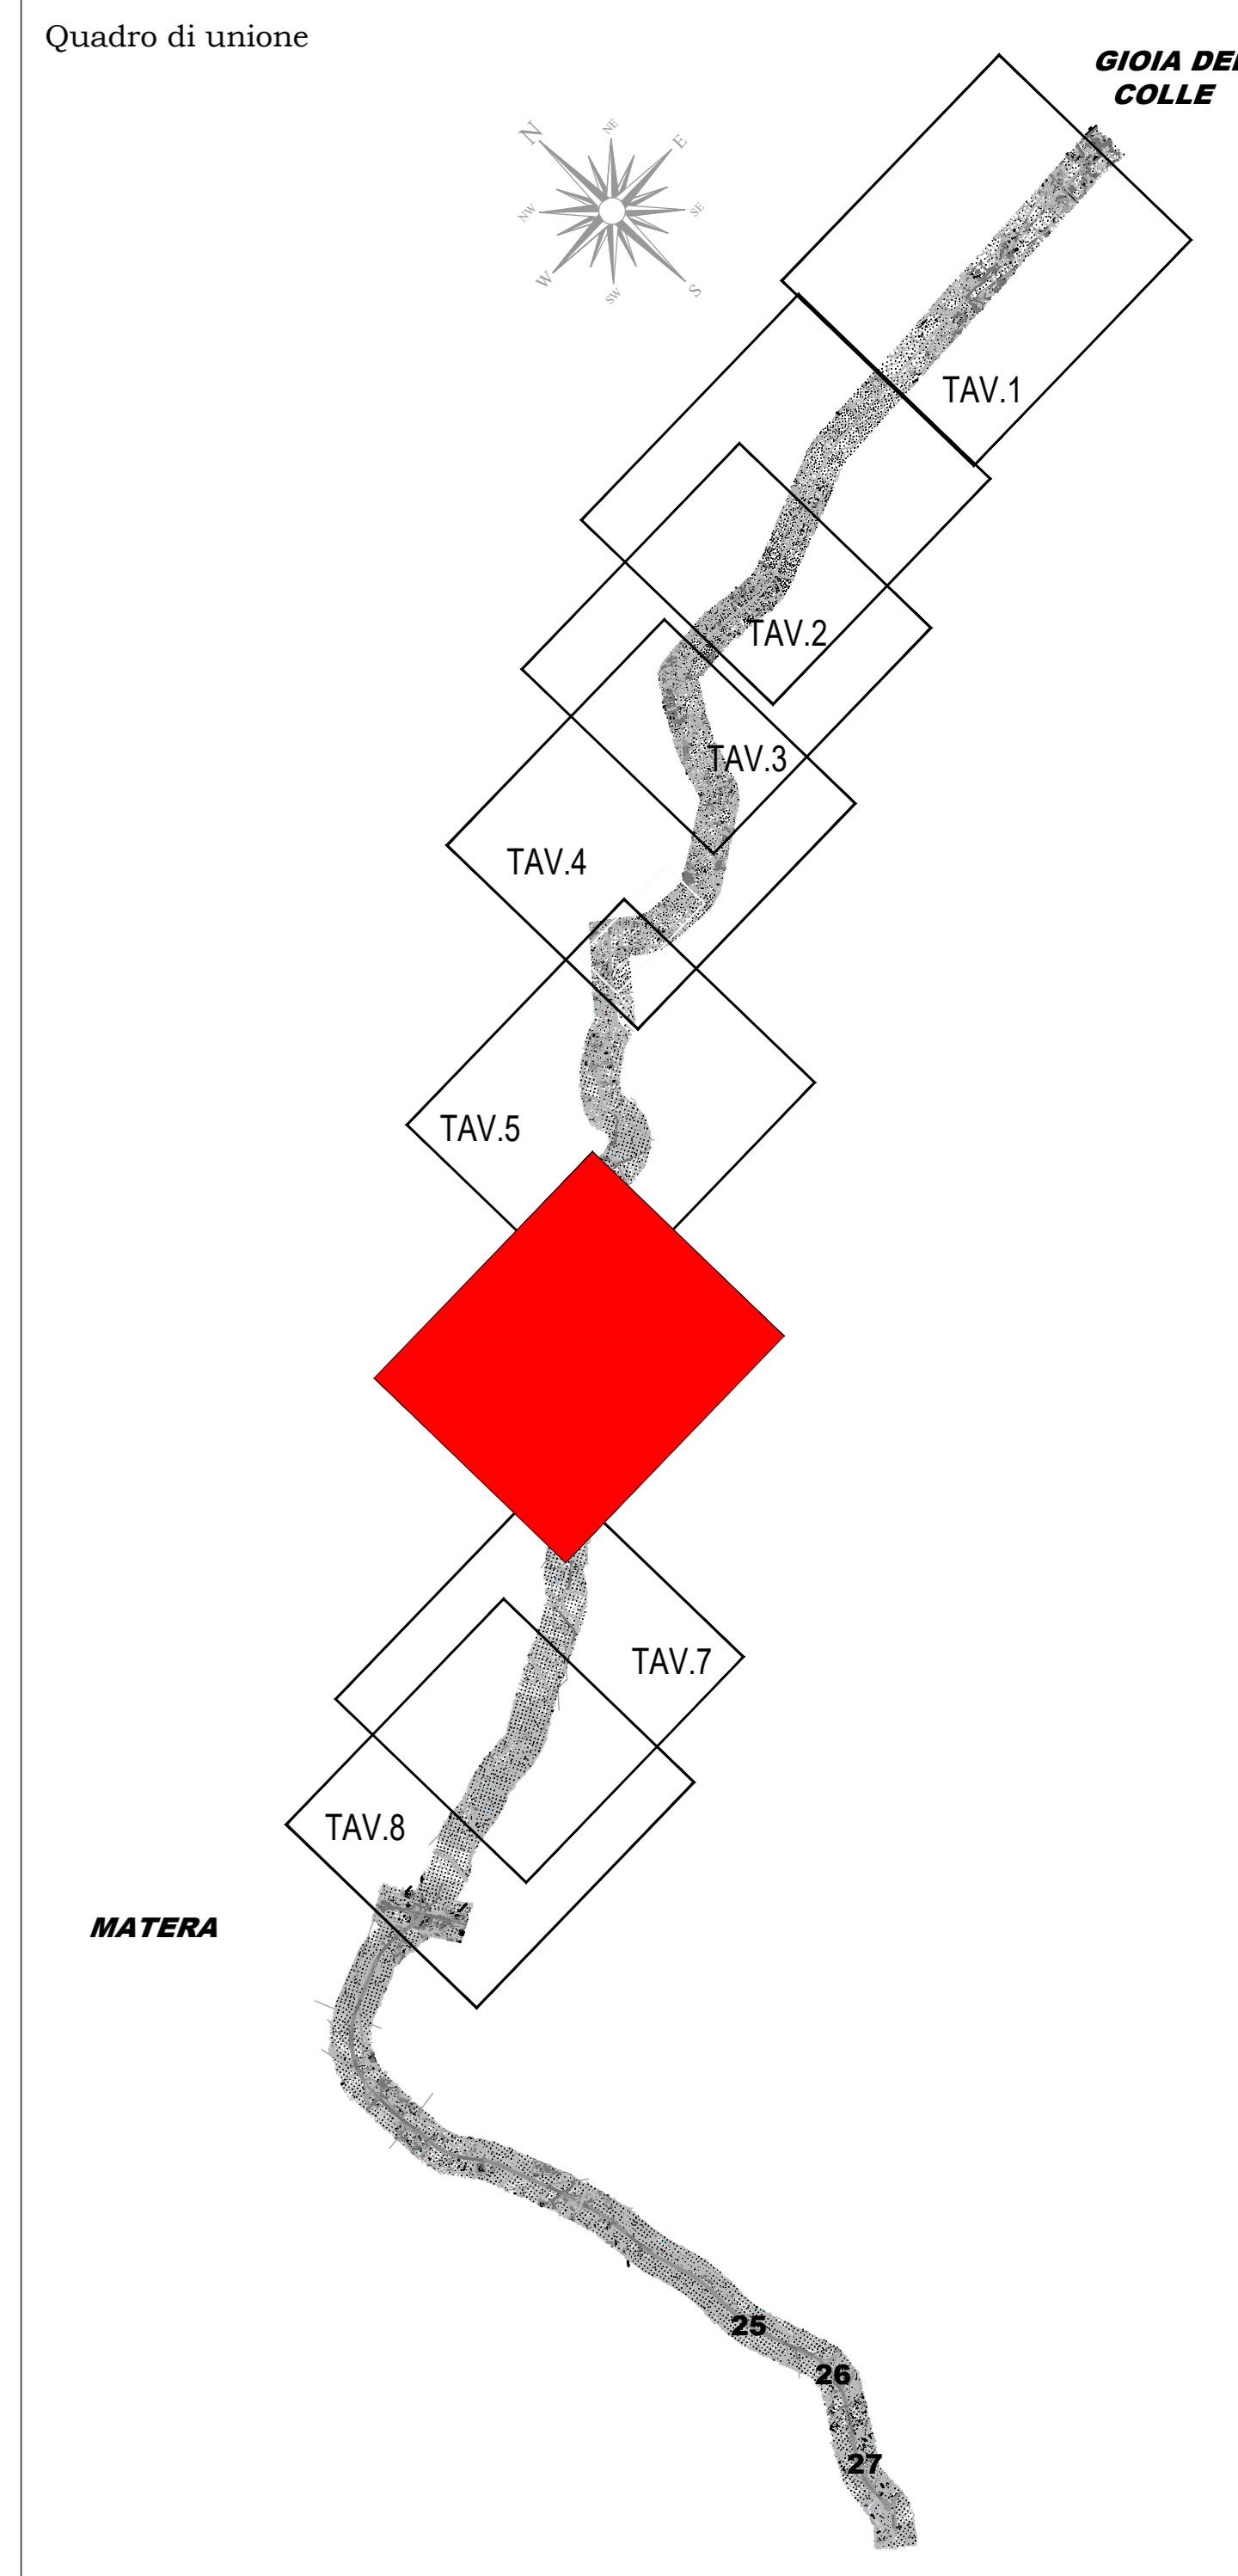 Quadro di unione
GIOIA DEL
COLLE
N
NE
E
NW
SE
W
SW
S
TAV.1
TAV.2
TAV.3
TAV.4
TAV.5
TAV.7
TAV.8
MATERA
25
26
27